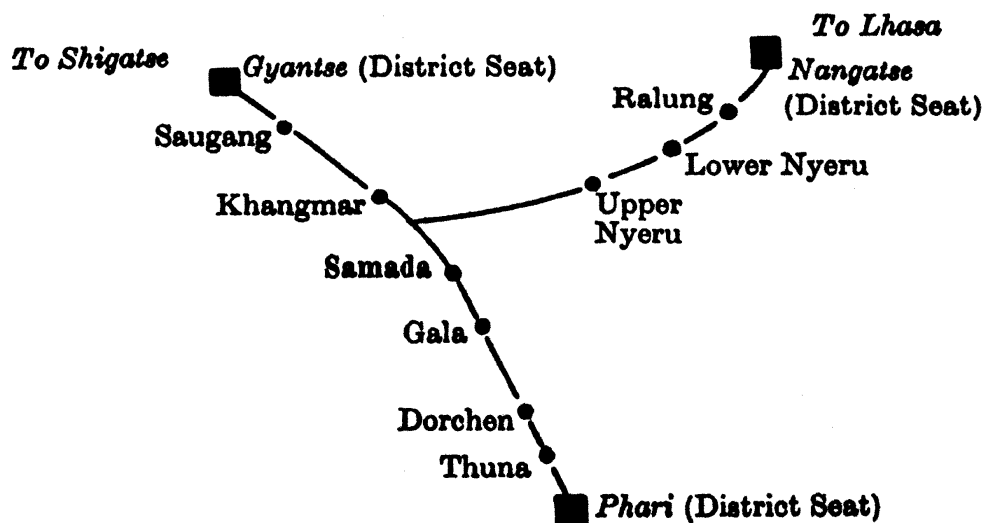 To Lhasa
To Shigatse
Gyantse (District Seat)
Nangatse
(District Seat)
Ralung
Saugang
Lower Nyeru
Khangmar
Upper
Nyeru
Samada
Gala
Dorchen
Thuna
Phari (District Seat)